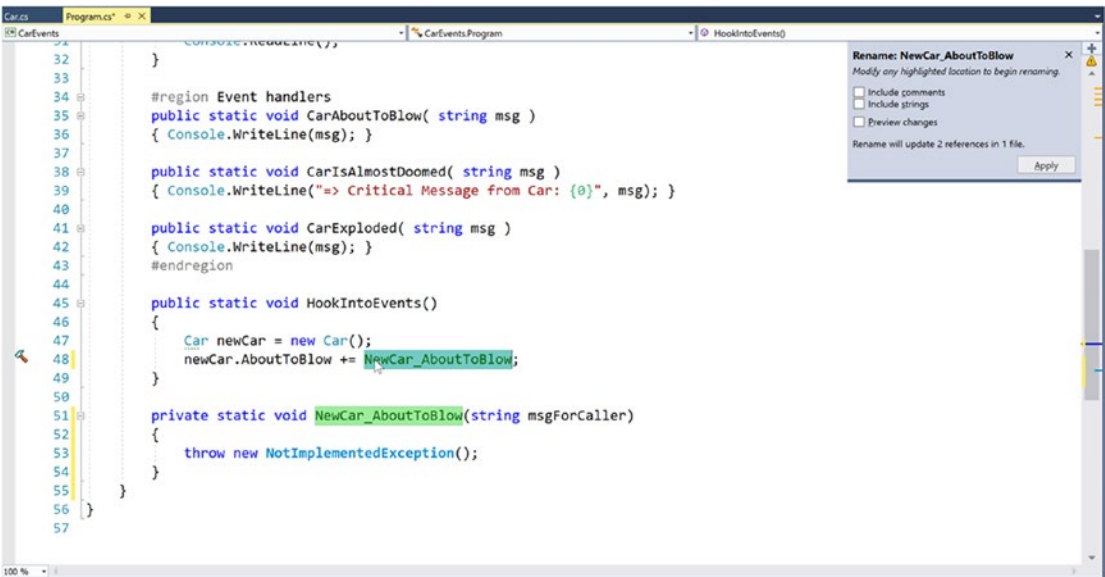 Car.cs Program.cs*
CarEvents CarEvents.Program HookIntoEvents()
31 Console.ReadLine();
32 }
33
34 #region Event handlers
35 public static void CarAboutToBlow( string msg )
36 { Console.WriteLine(msg); }
37
38 public static void CarIsAlmostDoomed( string msg )
39 { Console.WriteLine("=> Critical Message from Car: {0}", msg); }
40
41 public static void CarExploded( string msg )
42 { Console.WriteLine(msg); }
43 #endregion
44
45 public static void HookIntoEvents()
46 {
47 Car newCar = new Car();
48 newCar.AboutToBlow += NewCar_AboutToBlow;
49 }
50
51 private static void NewCar_AboutToBlow(string msgForCaller)
52 {
53 throw new NotImplementedException();
54 }
55 }
56 }
57
Rename: NewCar_AboutToBlow
Modify any highlighted location to begin renaming.
Include comments
Include strings
Preview changes
Rename will update 2 references in 1 file.
Apply
100 %